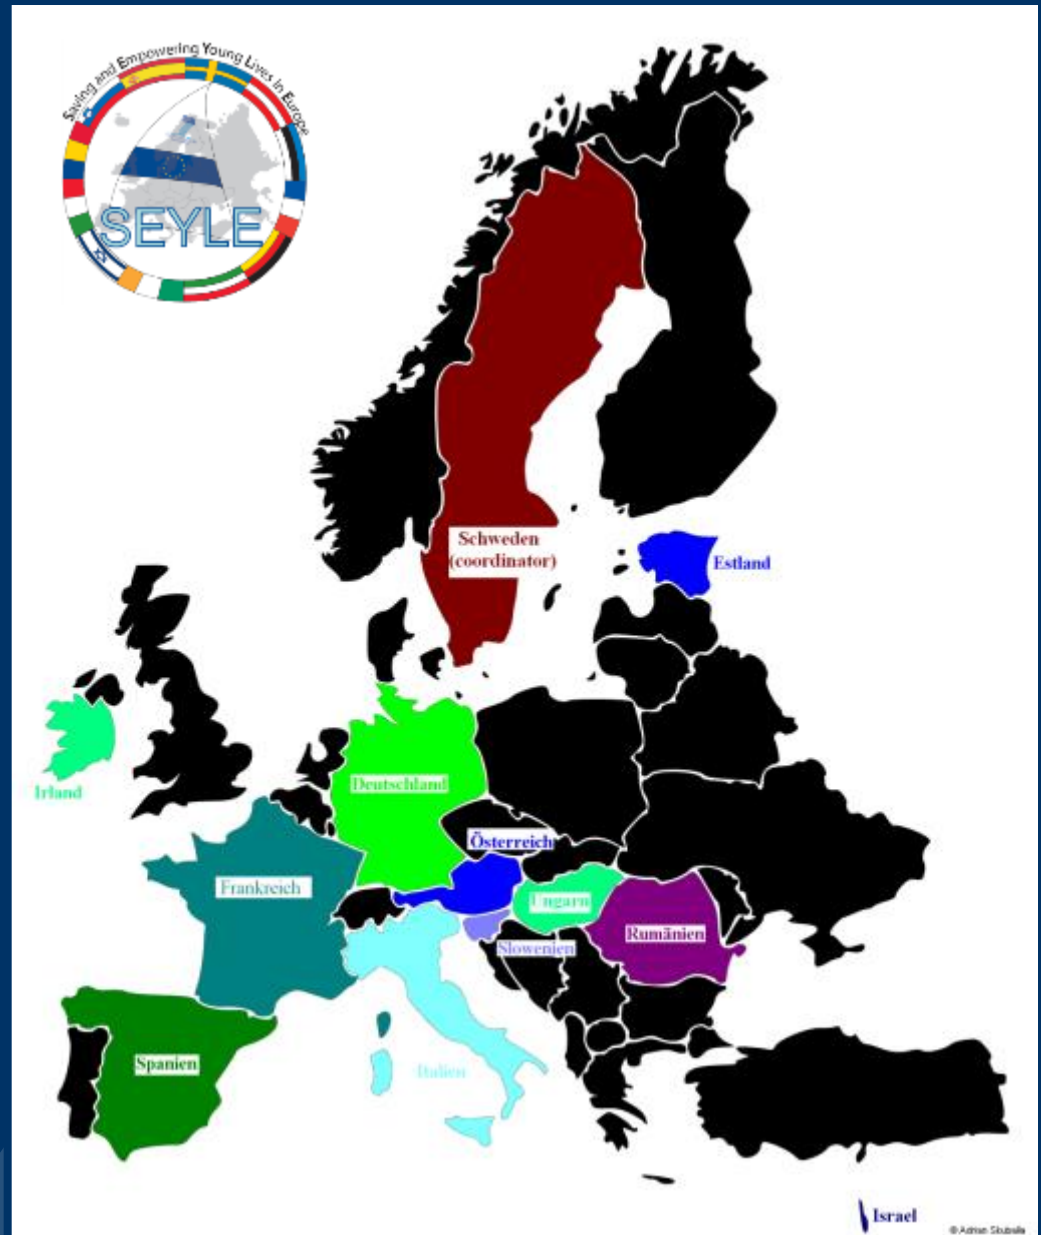 Saving and Empowering Young Lives in Europe
SEYLE
Schweden
(coordinator)
Estland
Irland
Deutschland
Österreich
Frankreich
Ungarn
Rumänien
Slowenien
Spanien
Italien
Israel
© Adrian Skuballa